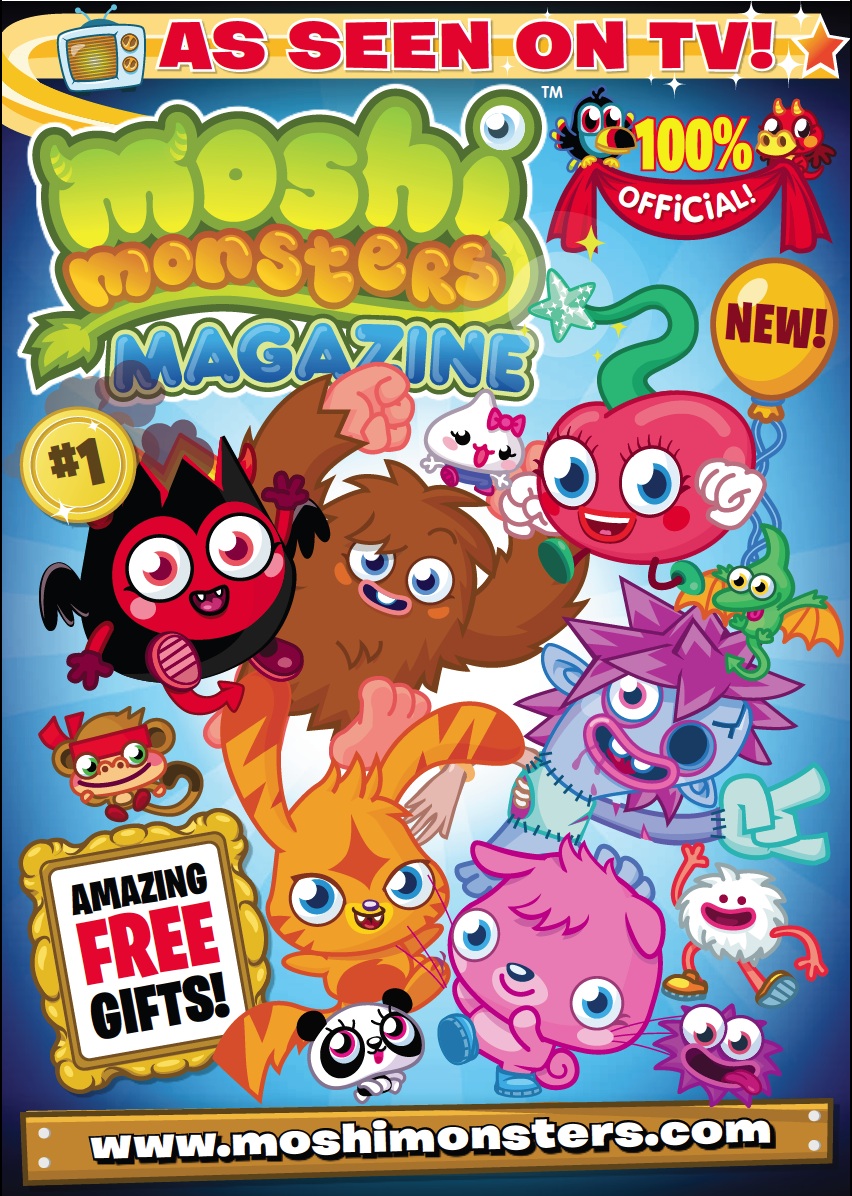 AS SEEN ON TV!
moshi
TM
monsters
MAGAZINE
100%
OFFiCiAL!
NEW!
#1
AMAZING
FREE
GIFTS!
www.moshimonsters.com